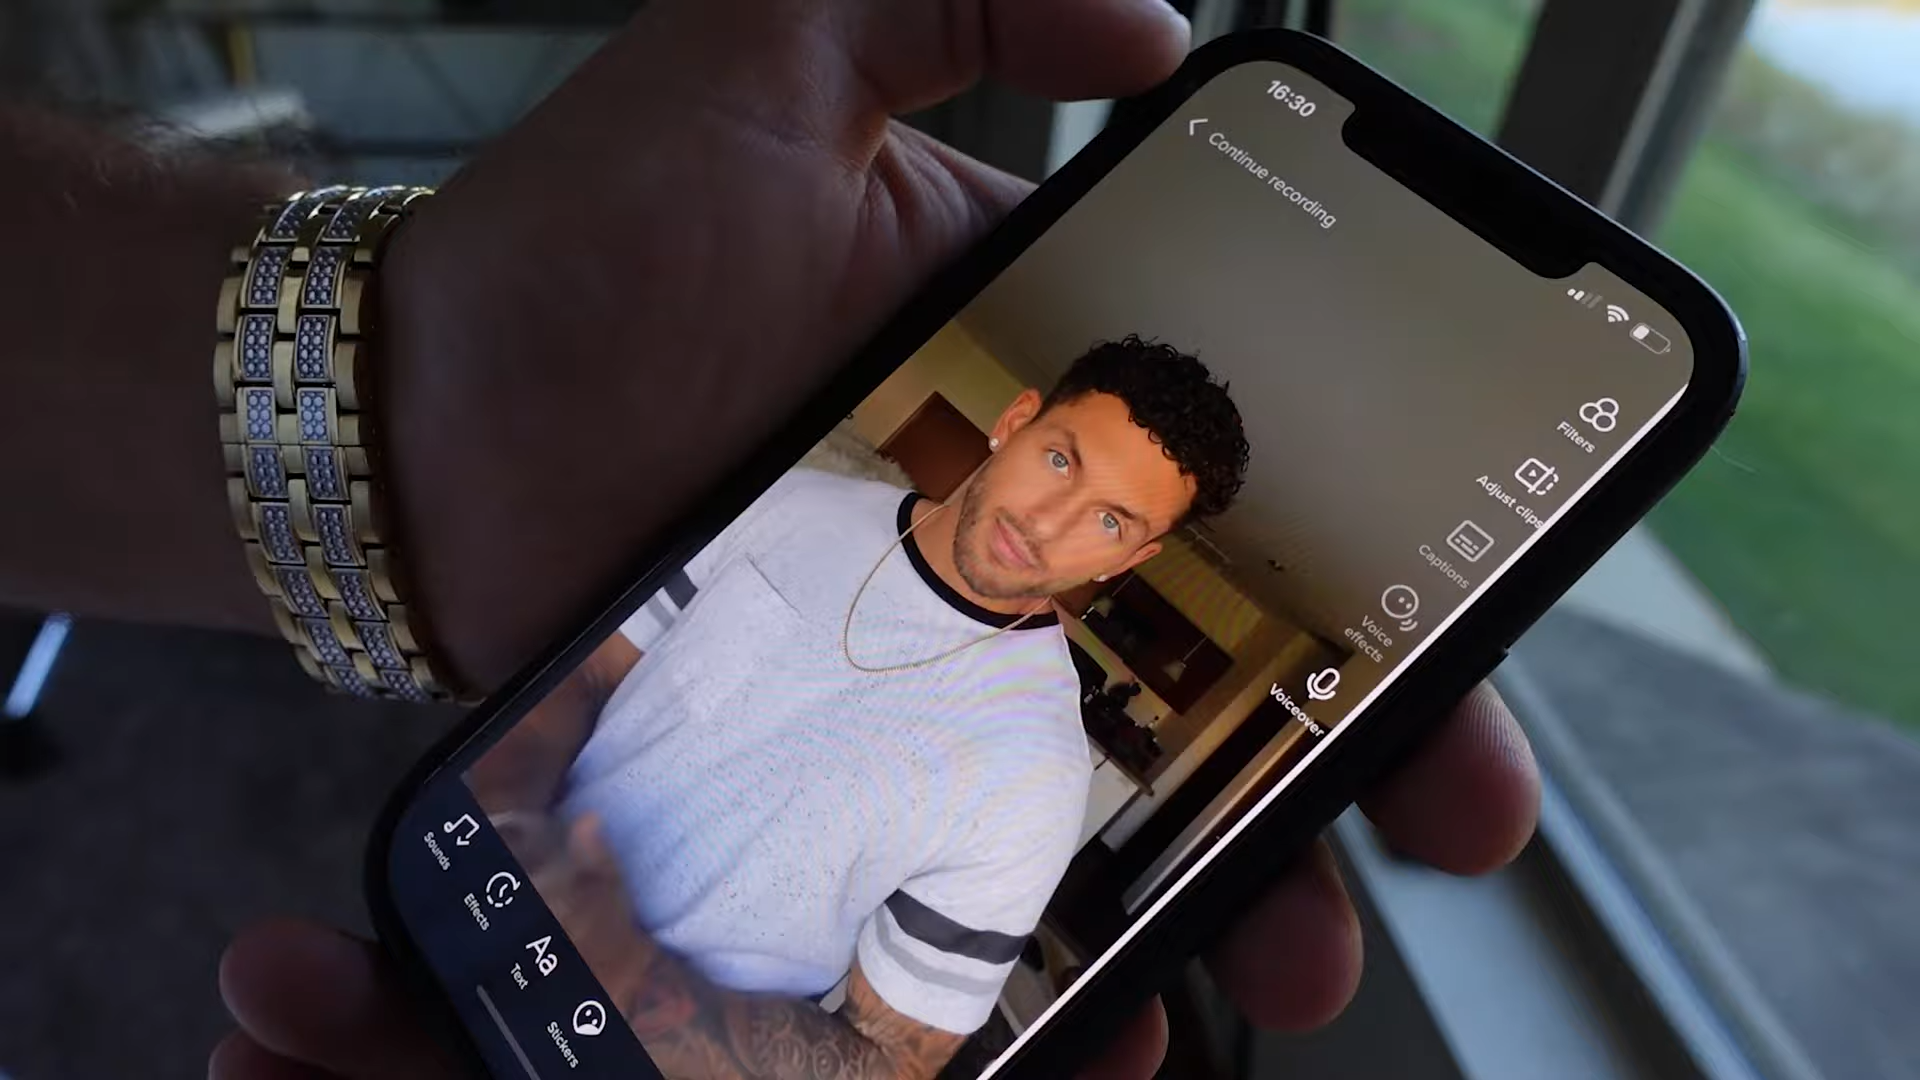 16:30
Continue recording
Filters
Adjust clips
Captions
Voice
effects
Voiceover
Sounds
Effects
Aa
Text
Stickers